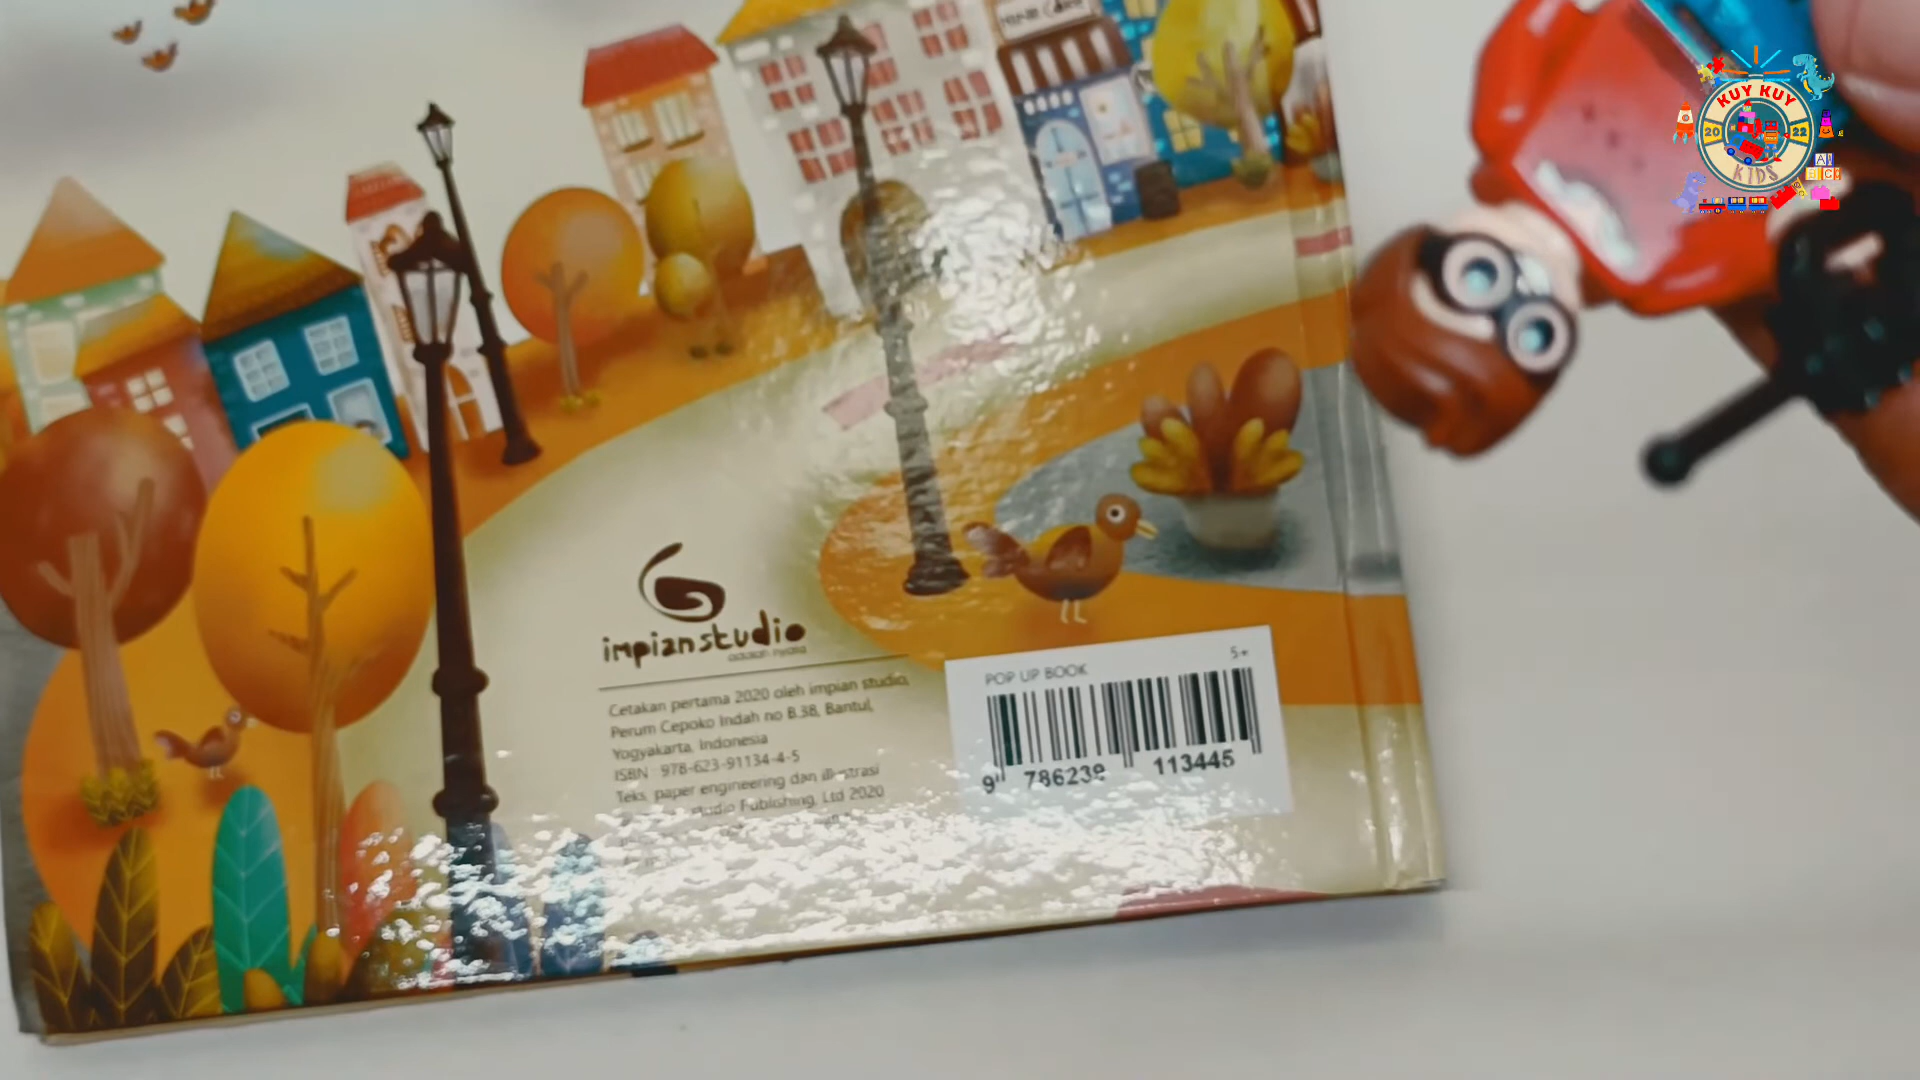 KUY KUY
20 22
KIDS
impianstudio
POP UP BOOK
5+
Cetakan pertama 2020 oleh impian studio,
Perum Cepoko Indah no B.38, Bantul,
Yogyakarta, Indonesia
ISBN : 978-623-91134-4-5
Teks, paper engineering dan illustrasi
studio Publishing, Ltd 2020
9 786239 113445